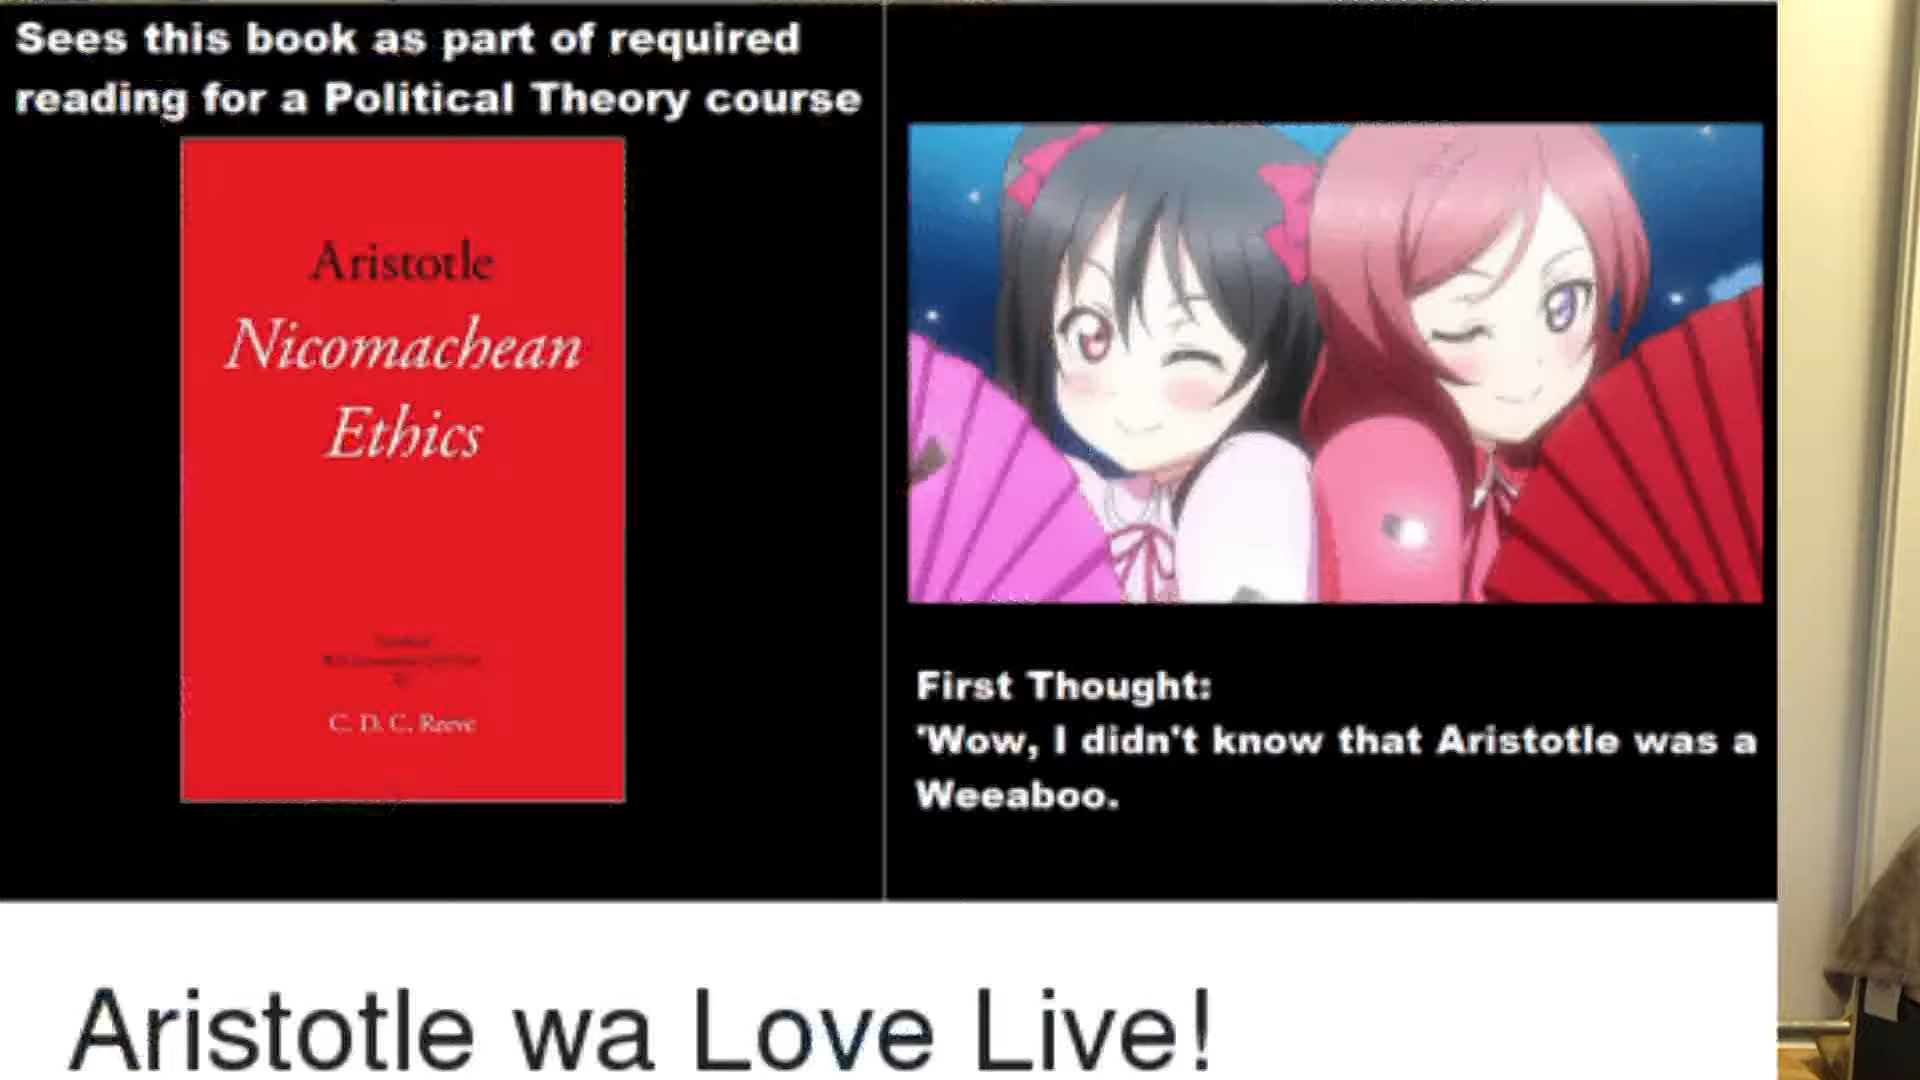 Sees this book as part of required
reading for a Political Theory course
Aristotle
Nicomachean
Ethics
C. D. C. Reeve
First Thought:
'Wow, I didn't know that Aristotle was a
Weeaboo.
Aristotle wa Love Live!